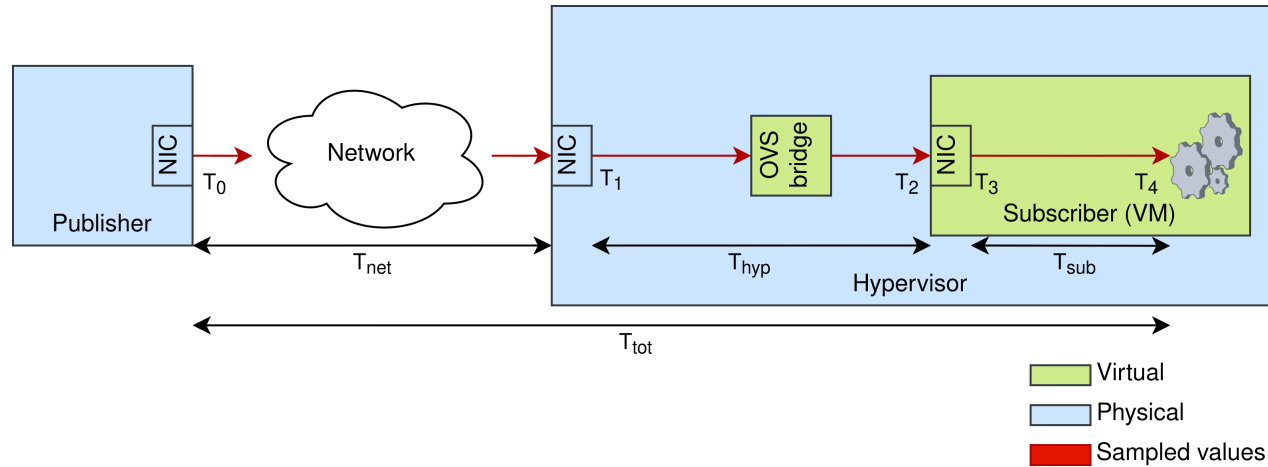 NIC
T0
Publisher
Network
Tnet
NIC
T1
OVS
bridge
T2
NIC
T3
T4
Subscriber (VM)
Thyp
Tsub
Hypervisor
Ttot
Virtual
Physical
Sampled values